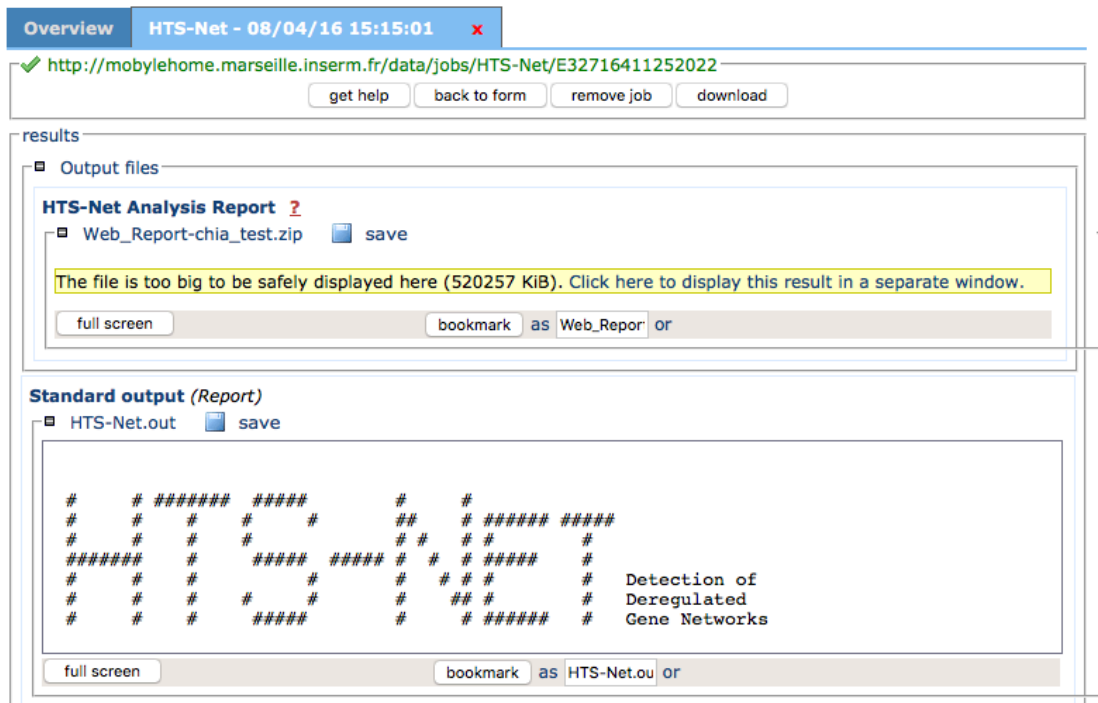 Overview HTS-Net - 08/04/16 15:15:01 x
http://mobylehome.marseille.inserm.fr/data/jobs/HTS-Net/E32716411252022
get help back to form remove job download
results
Output files
HTS-Net Analysis Report ?
Web_Report-chia_test.zip save
The file is too big to be safely displayed here (520257 KiB). Click here to display this result in a separate window.
full screen bookmark as Web_Repor or
Standard output (Report)
HTS-Net.out save
HTS-NET
Detection of
Deregulated
Gene Networks
full screen bookmark as HTS-Net.ou or